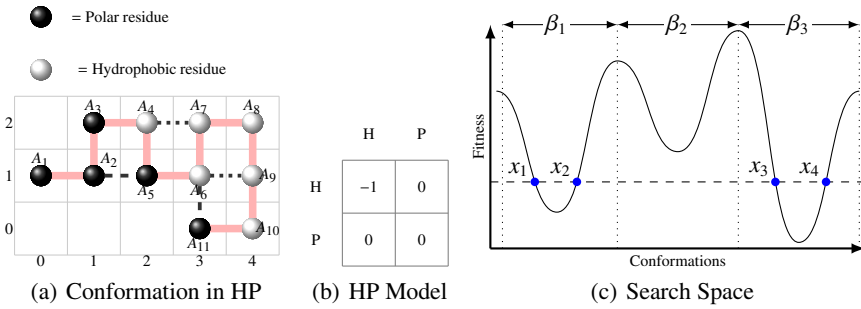 = Polar residue
= Hydrophobic residue
A3 A4 A7 A8
A1 A2 A5 A6 A9
A11 A10
2
1
0
0 1 2 3 4
(a) Conformation in HP
H P
H −1 0
P 0 0
(b) HP Model
β1 β2 β3
Fitness
x1 x2 x3 x4
Conformations
(c) Search Space